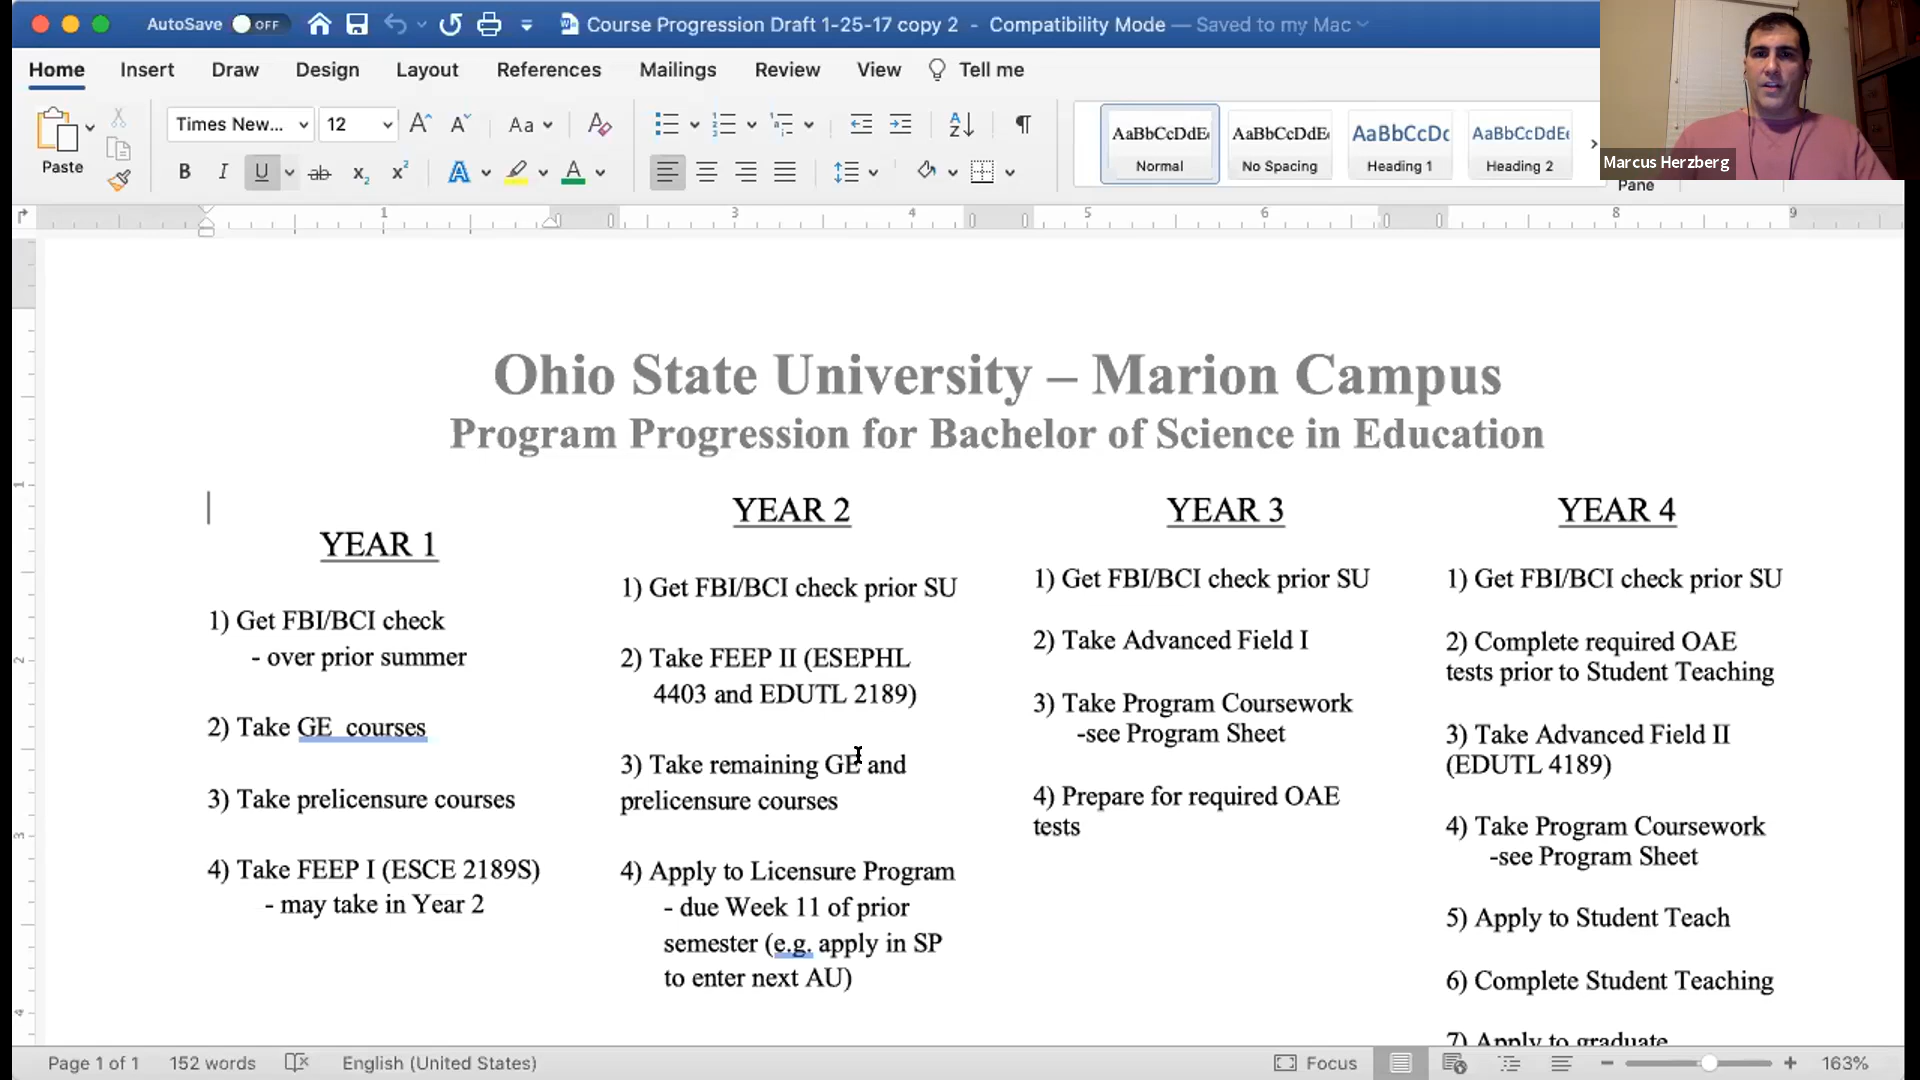 AutoSave OFF
Course Progression Draft 1-25-17 copy 2 - Compatibility Mode — Saved to my Mac
Home Insert Draw Design Layout References Mailings Review View Tell me
Paste
Times New... 12
Aa
AaBbCcDdE Normal
AaBbCcDdE No Spacing
AaBbCcDc Heading 1
AaBbCcDdEe Heading 2
Pane
Marcus Herzberg
1 3 4 5 6 8 9
Ohio State University – Marion Campus
Program Progression for Bachelor of Science in Education
YEAR 1
1) Get FBI/BCI check
- over prior summer
2) Take GE  courses
3) Take prelicensure courses
4) Take FEEP I (ESCE 2189S)
- may take in Year 2
YEAR 2
1) Get FBI/BCI check prior SU
2) Take FEEP II (ESEPHL
4403 and EDUTL 2189)
3) Take remaining GE and
prelicensure courses
4) Apply to Licensure Program
- due Week 11 of prior
semester (e.g. apply in SP
to enter next AU)
YEAR 3
1) Get FBI/BCI check prior SU
2) Take Advanced Field I
3) Take Program Coursework
-see Program Sheet
4) Prepare for required OAE
tests
YEAR 4
1) Get FBI/BCI check prior SU
2) Complete required OAE
tests prior to Student Teaching
3) Take Advanced Field II
(EDUTL 4189)
4) Take Program Coursework
-see Program Sheet
5) Apply to Student Teach
6) Complete Student Teaching
7) Apply to graduate
Page 1 of 1 152 words English (United States) Focus 163%